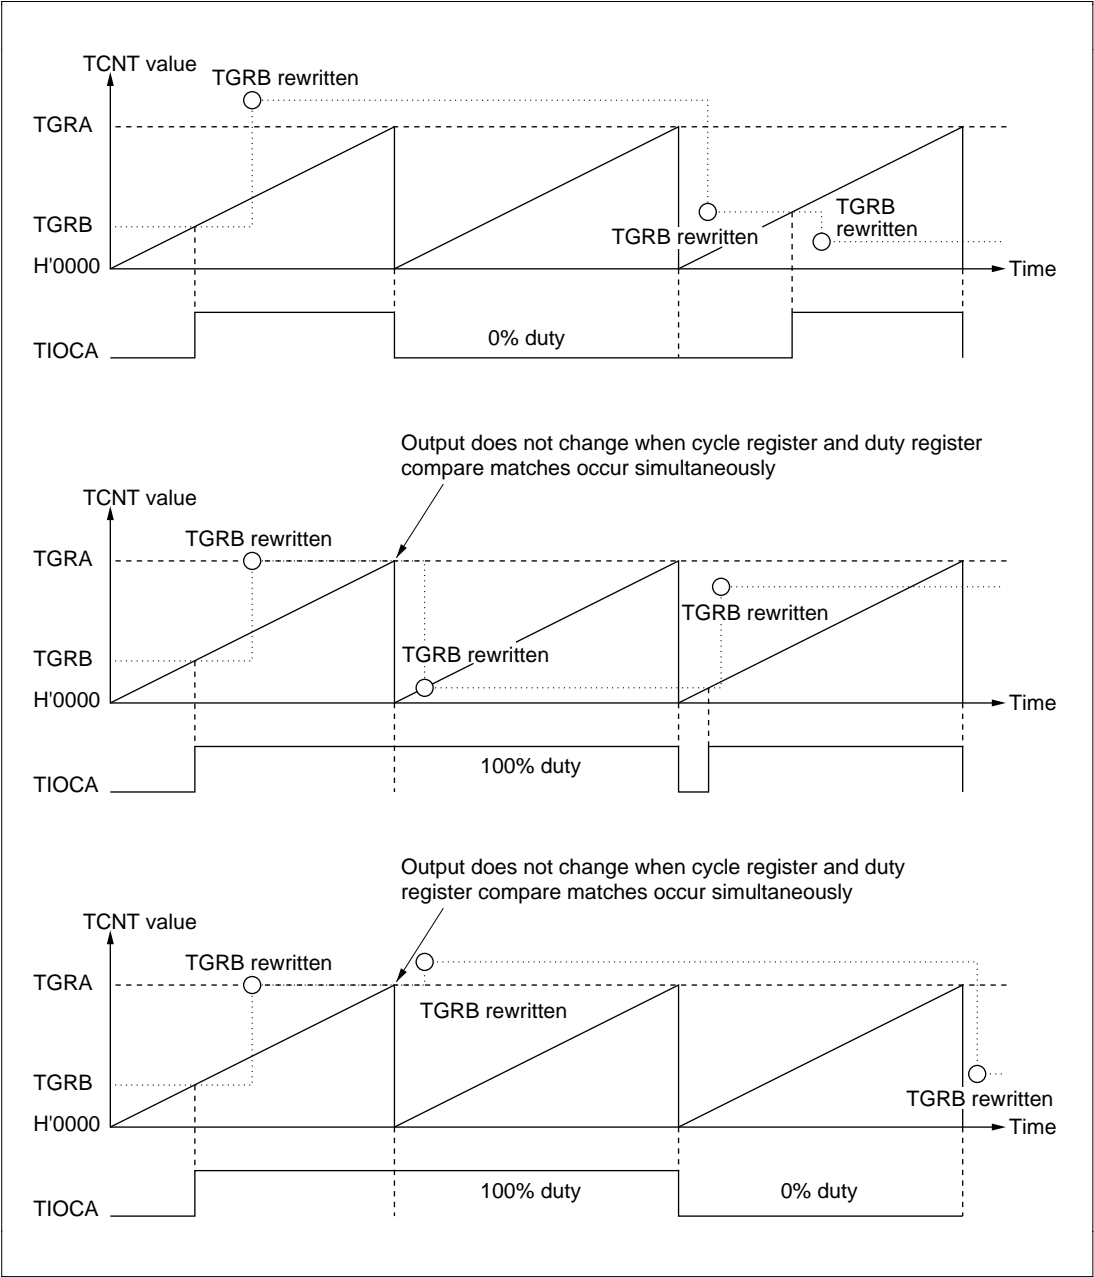 TCNT value
TGRB rewritten
TGRA
TGRB
TGRB
rewritten
TGRB rewritten
H'0000
Time
0% duty
TIOCA
Output does not change when cycle register and duty register
compare matches occur simultaneously
TCNT value
TGRB rewritten
TGRA
TGRB rewritten
TGRB
TGRB rewritten
H'0000
Time
100% duty
TIOCA
Output does not change when cycle register and duty
register compare matches occur simultaneously
TCNT value
TGRB rewritten
TGRA
TGRB rewritten
TGRB
TGRB rewritten
H'0000
Time
100% duty
0% duty
TIOCA